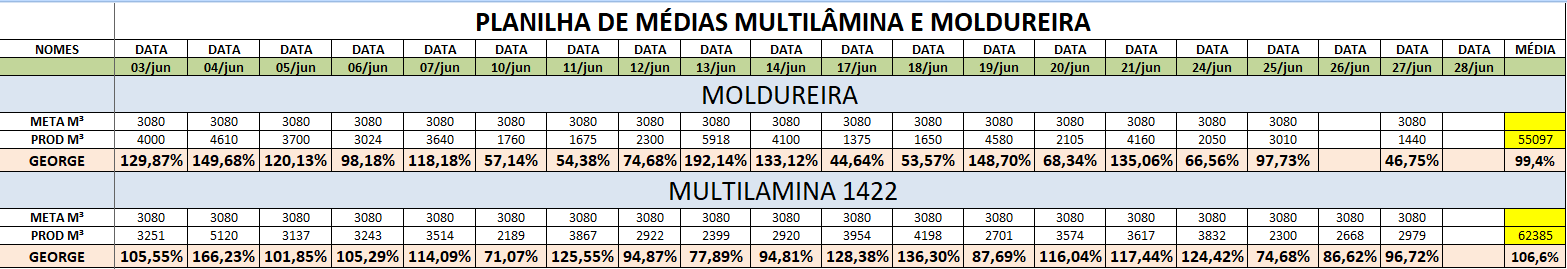 PLANILHA DE MÉDIAS MULTILÂMINA E MOLDUREIRA
NOMES DATA DATA DATA DATA DATA DATA DATA DATA DATA DATA DATA DATA DATA DATA DATA DATA DATA DATA DATA DATA MÉDIA
03/jun 04/jun 05/jun 06/jun 07/jun 10/jun 11/jun 12/jun 13/jun 14/jun 17/jun 18/jun 19/jun 20/jun 21/jun 24/jun 25/jun 26/jun 27/jun 28/jun
MOLDUREIRA
META M³ 3080 3080 3080 3080 3080 3080 3080 3080 3080 3080 3080 3080 3080 3080 3080 3080 3080 3080
PROD M³ 4000 4610 3700 3024 3640 1760 1675 2300 5918 4100 1375 1650 4580 2105 4160 2050 3010 1440 55097
GEORGE 129,87% 149,68% 120,13% 98,18% 118,18% 57,14% 54,38% 74,68% 192,14% 133,12% 44,64% 53,57% 148,70% 68,34% 135,06% 66,56% 97,73% 46,75% 99,4%
MULTILAMINA 1422
META M³ 3080 3080 3080 3080 3080 3080 3080 3080 3080 3080 3080 3080 3080 3080 3080 3080 3080 3080 3080
PROD M³ 3251 5120 3137 3243 3514 2189 3867 2922 2399 2920 3954 4198 2701 3574 3617 3832 2300 2668 2979 62385
GEORGE 105,55% 166,23% 101,85% 105,29% 114,09% 71,07% 125,55% 94,87% 77,89% 94,81% 128,38% 136,30% 87,69% 116,04% 117,44% 124,42% 74,68% 86,62% 96,72% 106,6%